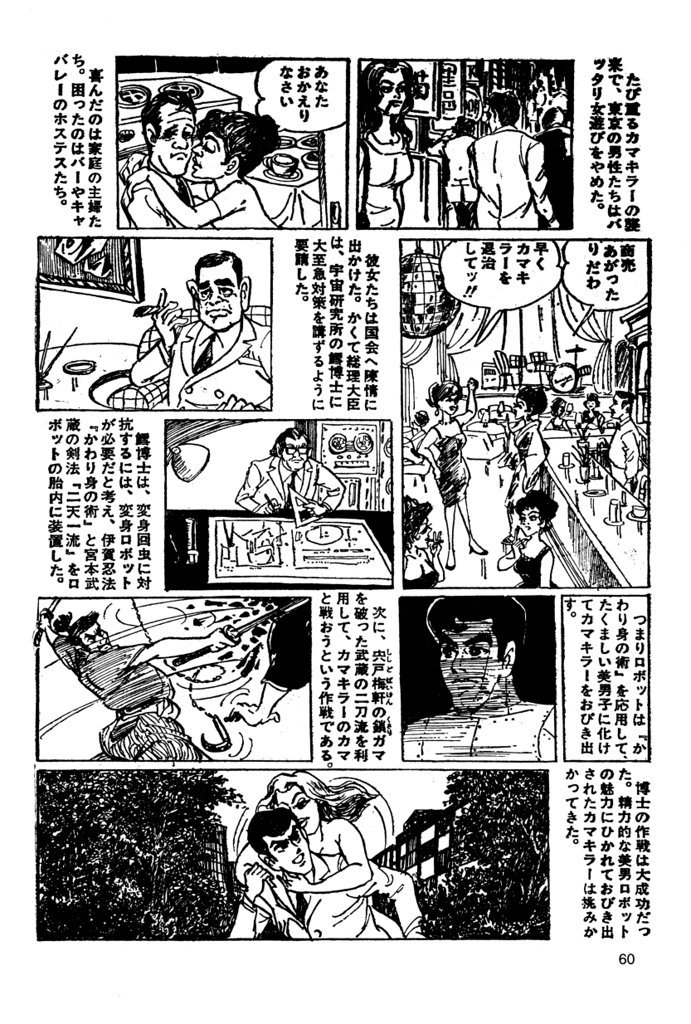 たび重るカマキラーの襲
来で、東京の男性たちはバ
ッタリ女遊びをやめた。
あなた
おかえり
なさい
喜んだのは家庭の主婦た
ち。困ったのはバーやキャ
バレーのホステスたち。
商売
あがった
りだわ
早く
カマキ
ラーを
退治
してッ!!
彼女たちは国会へ陳情に
出かけた。かくて総理大臣
は、宇宙研究所の鰐博士に
大至急対策を講ずるように
要請した。
鰐博士は、変身回虫に対
抗するには、変身ロボット
が必要だと考え、伊賀忍法
『かわり身の術』と宮本武
蔵の剣法『二天一流』をロ
ボットの胎内に装置した。
つまりロボットは『か
わり身の術』を応用して、
たくましい美男子に化け
てカマキラーをおびき出
す。
次に、宍戸梅軒の鎖ガマ
を破った武蔵の二刀流を利
用して、カマキラーのカマ
と戦おうという作戦である。
博士の作戦は大成功だっ
た。精力的な美男ロボット
の魅力にひかれておびき出
されたカマキラーは挑みか
かってきた。
60